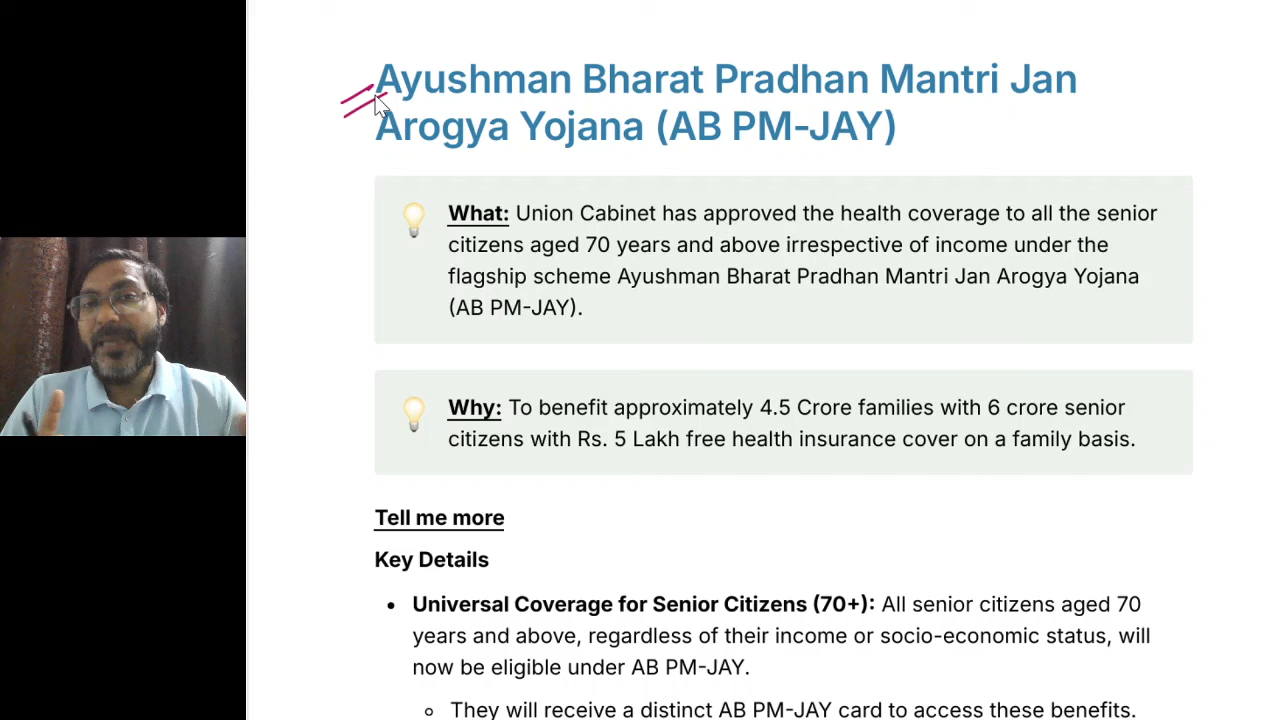 Ayushman Bharat Pradhan Mantri Jan
Arogya Yojana (AB PM-JAY)
What: Union Cabinet has approved the health coverage to all the senior
citizens aged 70 years and above irrespective of income under the
flagship scheme Ayushman Bharat Pradhan Mantri Jan Arogya Yojana
(AB PM-JAY).
Why: To benefit approximately 4.5 Crore families with 6 crore senior
citizens with Rs. 5 Lakh free health insurance cover on a family basis.
Tell me more
Key Details
• Universal Coverage for Senior Citizens (70+): All senior citizens aged 70
years and above, regardless of their income or socio-economic status, will
now be eligible under AB PM-JAY.
○ They will receive a distinct AB PM-JAY card to access these benefits.